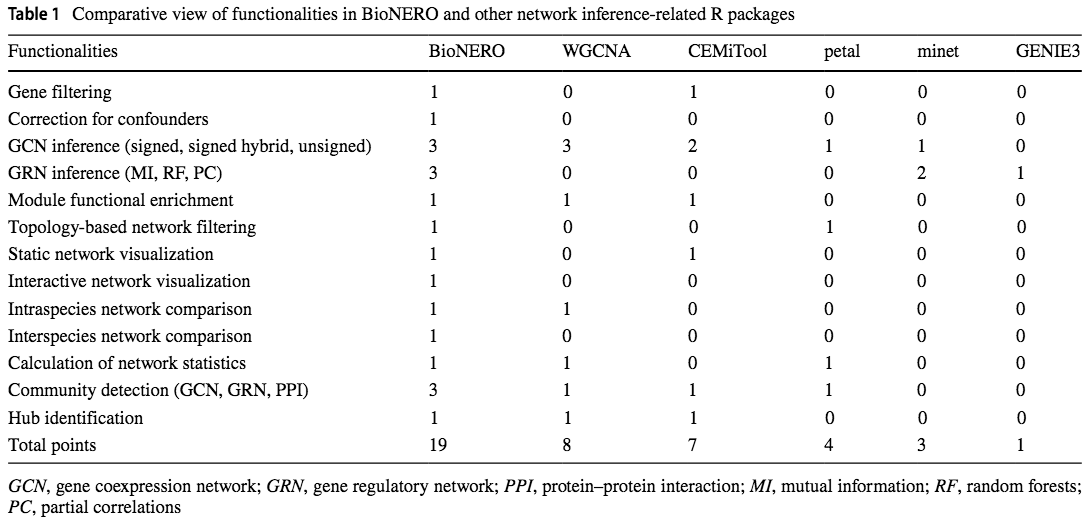 Table 1 Comparative view of functionalities in BioNERO and other network inference-related R packages
Functionalities BioNERO WGCNA CEMiTool petal minet GENIE3
Gene filtering 1 0 1 0 0 0
Correction for confounders 1 0 0 0 0 0
GCN inference (signed, signed hybrid, unsigned) 3 3 2 1 1 0
GRN inference (MI, RF, PC) 3 0 0 0 2 1
Module functional enrichment 1 1 1 0 0 0
Topology-based network filtering 1 0 0 1 0 0
Static network visualization 1 0 1 0 0 0
Interactive network visualization 1 0 0 0 0 0
Intraspecies network comparison 1 1 0 0 0 0
Interspecies network comparison 1 0 0 0 0 0
Calculation of network statistics 1 1 0 1 0 0
Community detection (GCN, GRN, PPI) 3 1 1 1 0 0
Hub identification 1 1 1 0 0 0
Total points 19 8 7 4 3 1
GCN, gene coexpression network; GRN, gene regulatory network; PPI, protein–protein interaction; MI, mutual information; RF, random forests;
PC, partial correlations